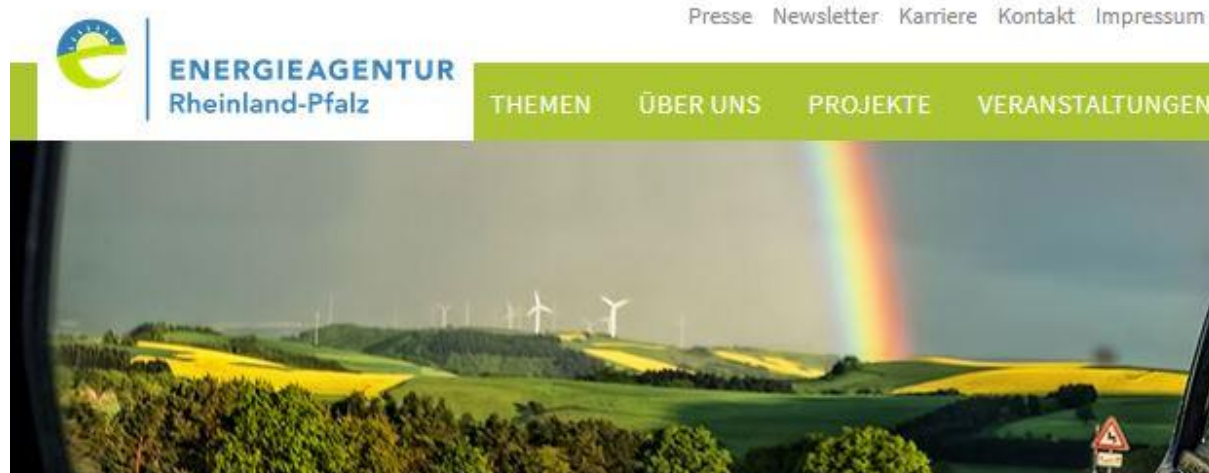 Presse Newsletter Karriere Kontakt Impressum
ENERGIEAGENTUR
Rheinland-Pfalz
THEMEN ÜBER UNS PROJEKTE VERANSTALTUNGEN